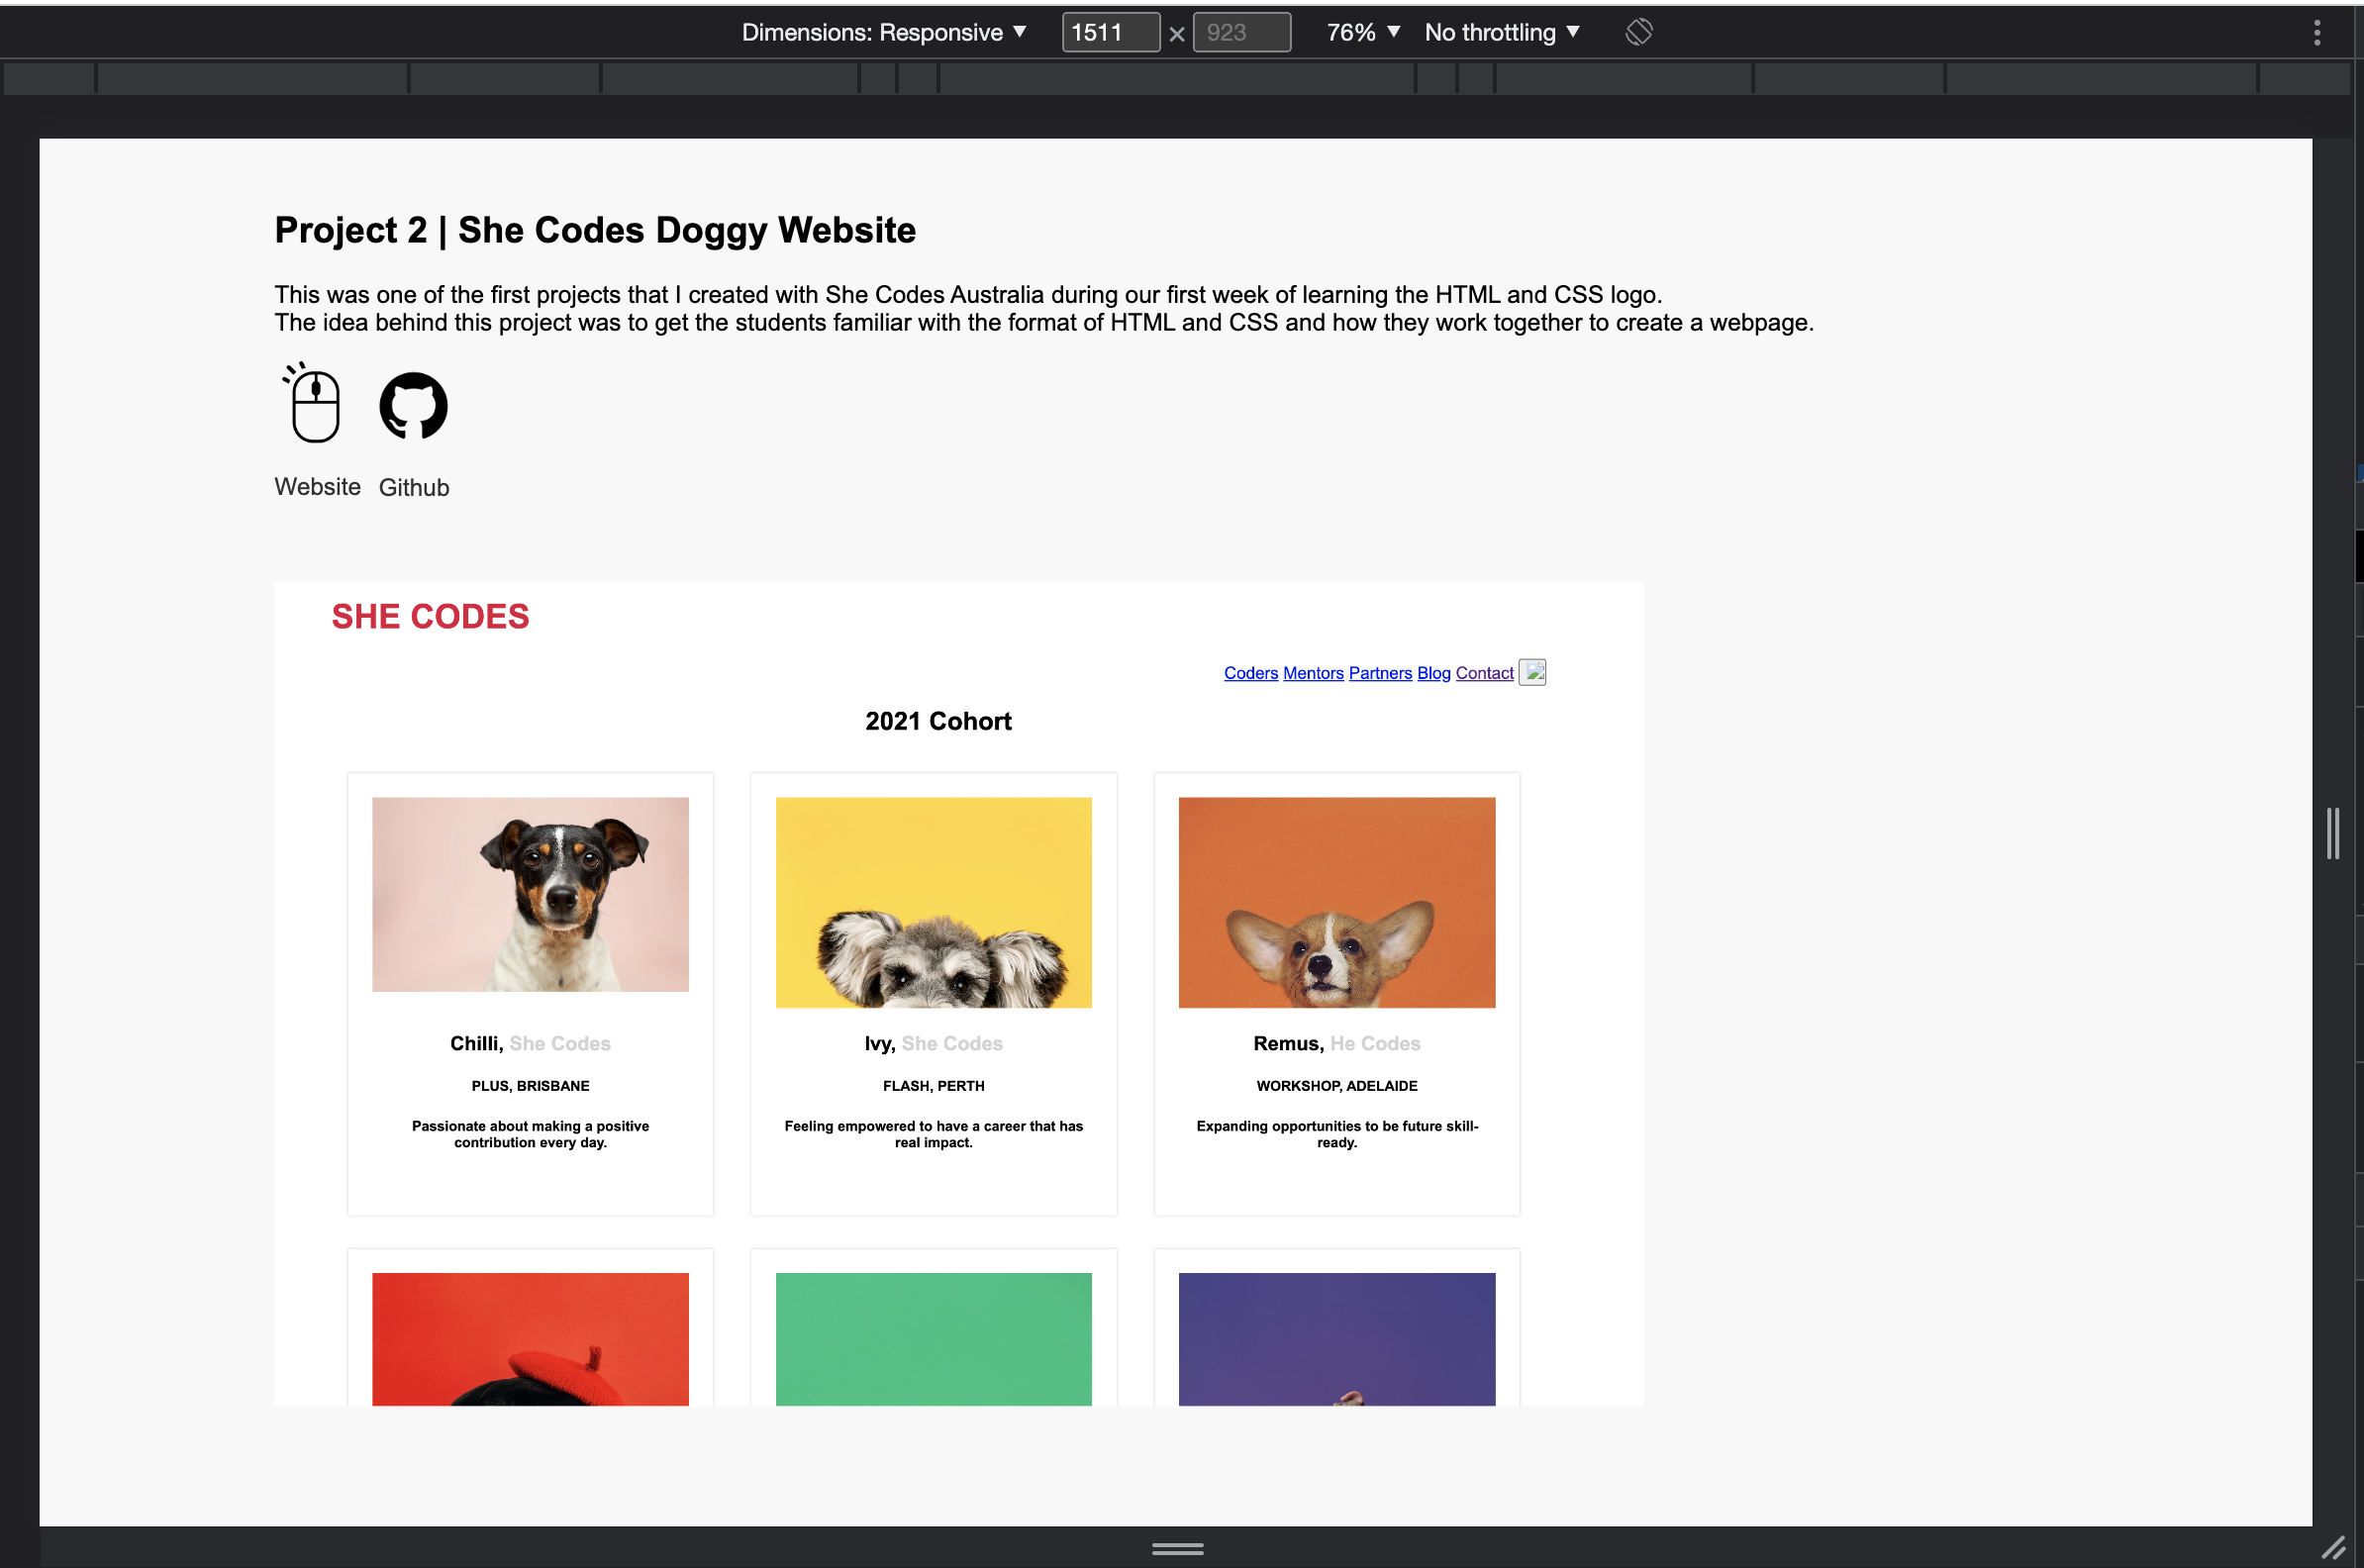 Dimensions: Responsive ▼ 1511 × 923 76% ▼ No throttling ▼
Project 2 | She Codes Doggy Website
This was one of the first projects that I created with She Codes Australia during our first week of learning the HTML and CSS logo.
The idea behind this project was to get the students familiar with the format of HTML and CSS and how they work together to create a webpage.
Website Github
SHE CODES
Coders Mentors Partners Blog Contact
2021 Cohort
Chilli, She Codes
PLUS, BRISBANE
Passionate about making a positive
contribution every day.
Ivy, She Codes
FLASH, PERTH
Feeling empowered to have a career that has
real impact.
Remus, He Codes
WORKSHOP, ADELAIDE
Expanding opportunities to be future skill-
ready.